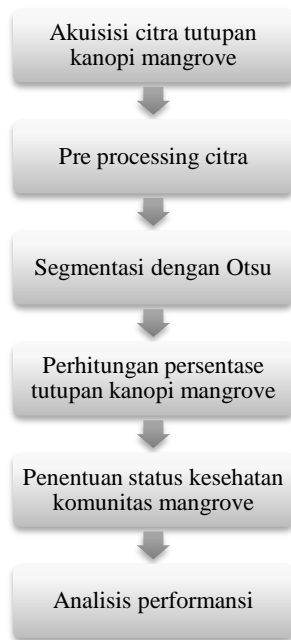 Akuisisi citra tutupan
kanopi mangrove
Pre processing citra
Segmentasi dengan Otsu
Perhitungan persentase
tutupan kanopi mangrove
Penentuan status kesehatan
komunitas mangrove
Analisis performansi